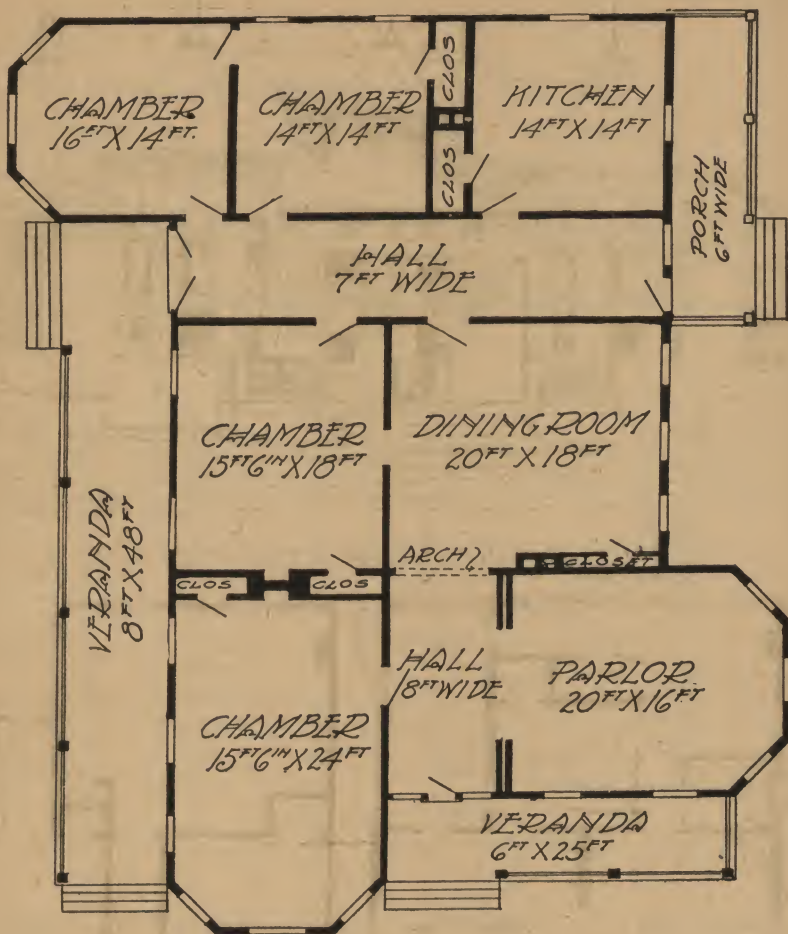 CHAMBER
16FT X 14FT.
CHAMBER
14FT X 14FT
CLOS
CLOS
KITCHEN
14FT X 14FT
PORCH
6FT WIDE
HALL
7FT WIDE
CHAMBER
15FT 6IN X 18FT
DINING ROOM
20FT X 18FT
VERANDA
8FT X 48FT
ARCH
CLOS
CLOS
CLOSET
HALL
8FT WIDE
PARLOR
20FT X 16FT
CHAMBER
15FT 6IN X 24FT
VERANDA
6FT X 25FT